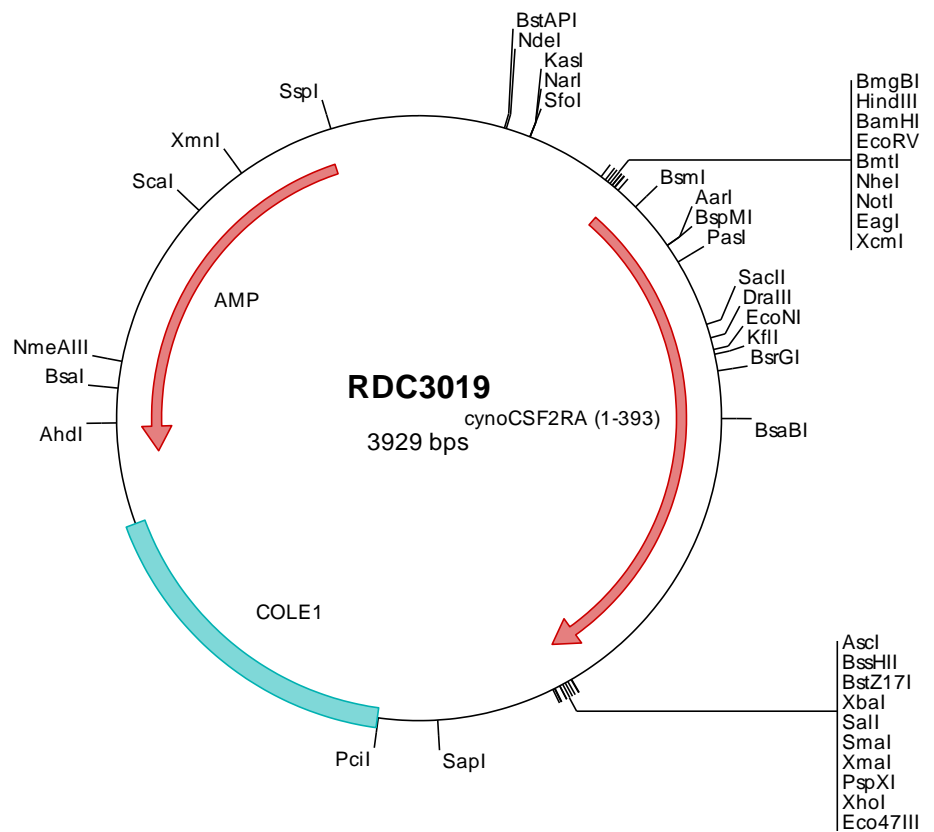 BstAPI
NdeI
KasI
NarI
SfoI
SspI
XmnI
ScaI
BmgBI
HindIII
BamHI
EcoRV
BmtI
NheI
NotI
EagI
XcmI
BsmI
AarI
BspMI
PasI
SacII
DraIII
EcoNI
KflI
BsrGI
AMP
NmeAIII
BsaI
AhdI
RDC3019
3929 bps
cynoCSF2RA (1-393)
BsaBI
COLE1
PciI
SapI
AscI
BssHII
BstZ17I
XbaI
SalI
SmaI
XmaI
PspXI
XhoI
Eco47III